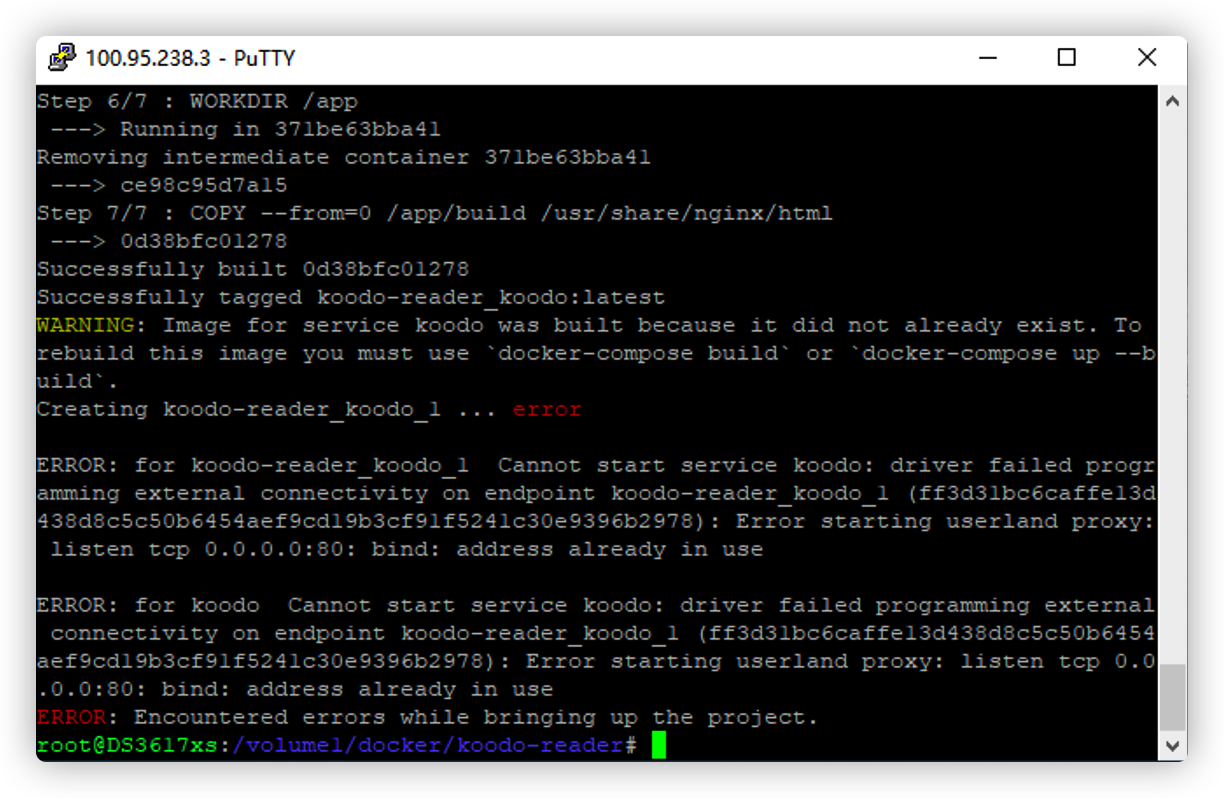 100.95.238.3 - PuTTY
Step 6/7 : WORKDIR /app
 ---> Running in 371be63bba41
Removing intermediate container 371be63bba41
 ---> ce98c95d7a15
Step 7/7 : COPY --from=0 /app/build /usr/share/nginx/html
 ---> 0d38bfc01278
Successfully built 0d38bfc01278
Successfully tagged koodo-reader_koodo:latest
WARNING: Image for service koodo was built because it did not already exist. To
rebuild this image you must use `docker-compose build` or `docker-compose up --b
uild`.
Creating koodo-reader_koodo_1 ... error
ERROR: for koodo-reader_koodo_1  Cannot start service koodo: driver failed progr
amming external connectivity on endpoint koodo-reader_koodo_1 (ff3d31bc6caffe13d
438d8c5c50b6454aef9cd19b3cf91f5241c30e9396b2978): Error starting userland proxy:
 listen tcp 0.0.0.0:80: bind: address already in use
ERROR: for koodo  Cannot start service koodo: driver failed programming external
 connectivity on endpoint koodo-reader_koodo_1 (ff3d31bc6caffe13d438d8c5c50b6454
aef9cd19b3cf91f5241c30e9396b2978): Error starting userland proxy: listen tcp 0.0
.0.0:80: bind: address already in use
ERROR: Encountered errors while bringing up the project.
root@DS3617xs:/volume1/docker/koodo-reader#